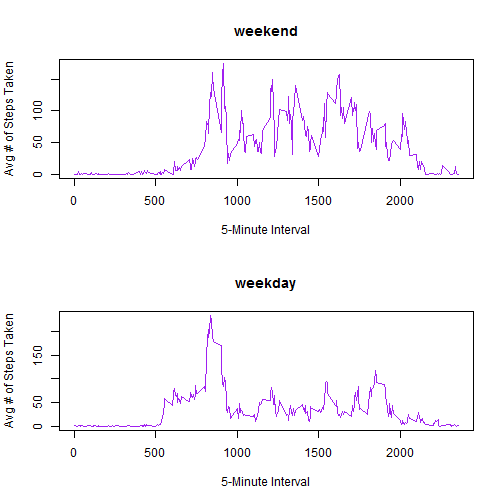 weekend
Avg # of Steps Taken
0 50 100
0 500 1000 1500 2000
5-Minute Interval
weekday
Avg # of Steps Taken
0 50 150
0 500 1000 1500 2000
5-Minute Interval